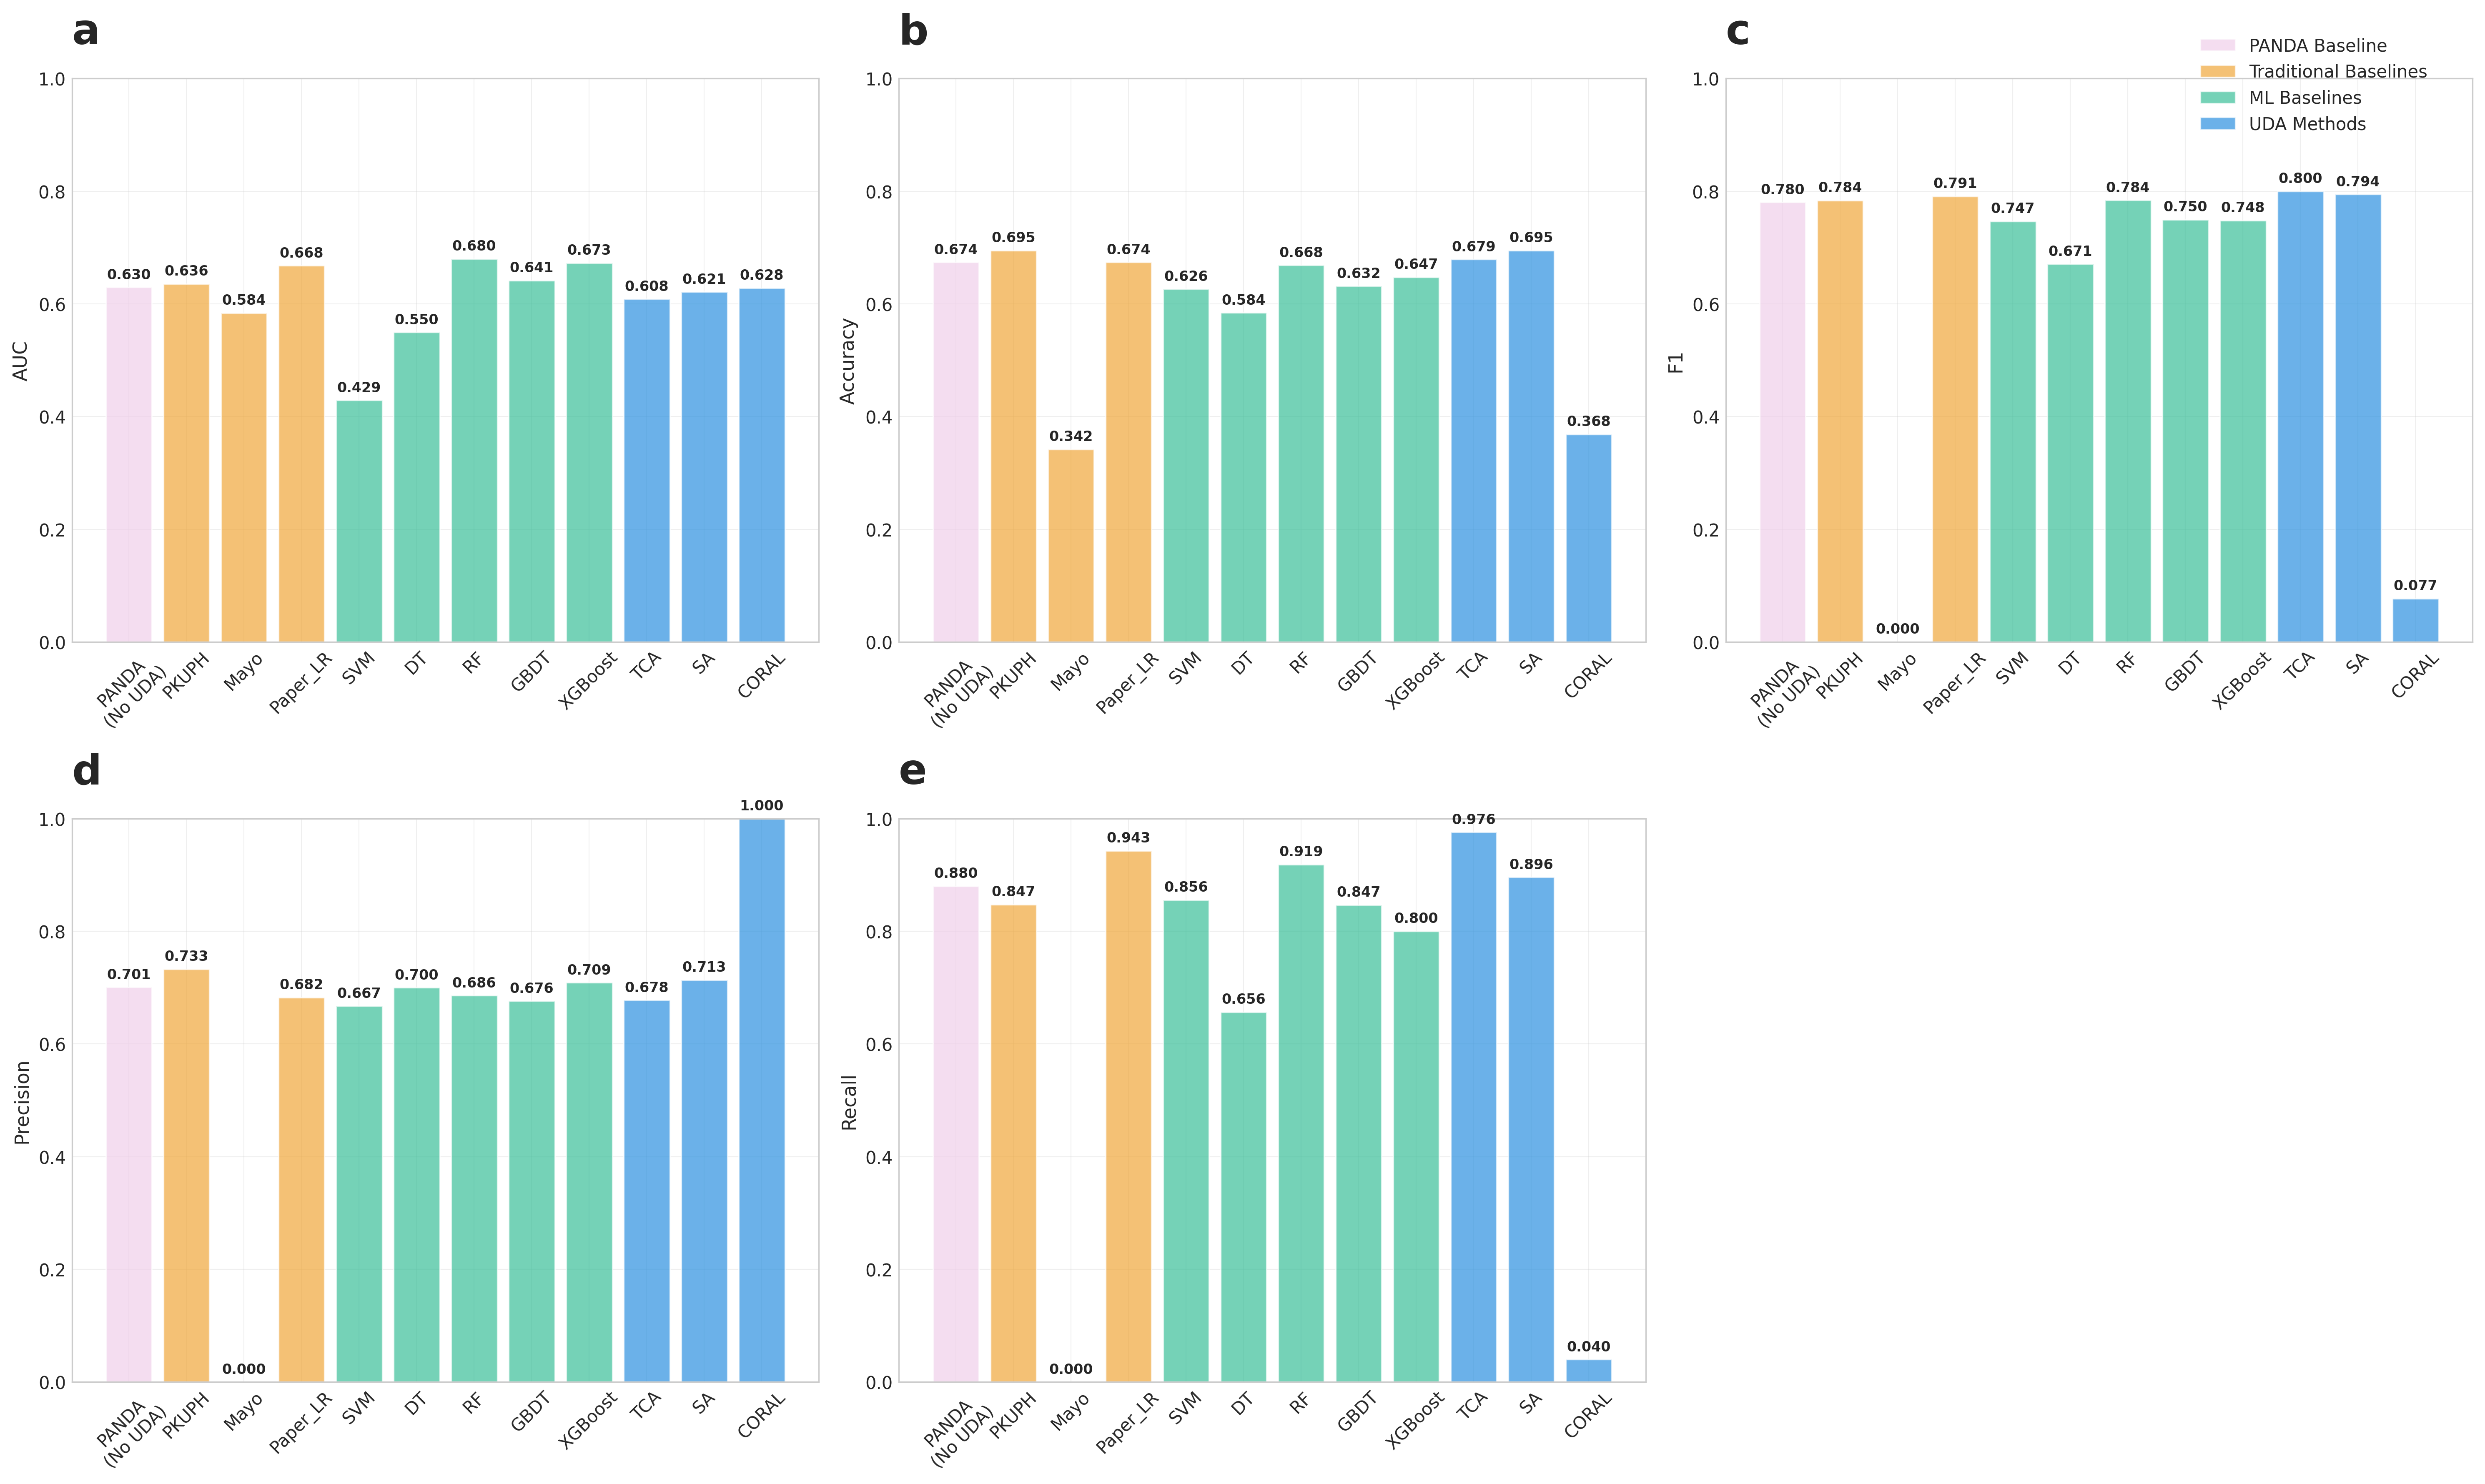 a
1.0
0.8
0.6
0.4
0.2
0.0
AUC
0.630
0.636
0.584
0.668
0.429
0.550
0.680
0.641
0.673
0.608
0.621
0.628
PANDA
(No UDA)
PKUPH
Mayo
Paper_LR
SVM
DT
RF
GBDT
XGBoost
TCA
SA
CORAL
b
1.0
0.8
0.6
0.4
0.2
0.0
Accuracy
0.674
0.695
0.342
0.674
0.626
0.584
0.668
0.632
0.647
0.679
0.695
0.368
PANDA
(No UDA)
PKUPH
Mayo
Paper_LR
SVM
DT
RF
GBDT
XGBoost
TCA
SA
CORAL
c
PANDA Baseline
Traditional Baselines
ML Baselines
UDA Methods
1.0
0.8
0.6
0.4
0.2
0.0
F1
0.780
0.784
0.000
0.791
0.747
0.671
0.784
0.750
0.748
0.800
0.794
0.077
PANDA
(No UDA)
PKUPH
Mayo
Paper_LR
SVM
DT
RF
GBDT
XGBoost
TCA
SA
CORAL
d
1.0
0.8
0.6
0.4
0.2
0.0
Precision
0.701
0.733
0.000
0.682
0.667
0.700
0.686
0.676
0.709
0.678
0.713
1.000
PANDA
(No UDA)
PKUPH
Mayo
Paper_LR
SVM
DT
RF
GBDT
XGBoost
TCA
SA
CORAL
e
1.0
0.8
0.6
0.4
0.2
0.0
Recall
0.880
0.847
0.000
0.943
0.856
0.656
0.919
0.847
0.800
0.976
0.896
0.040
PANDA
(No UDA)
PKUPH
Mayo
Paper_LR
SVM
DT
RF
GBDT
XGBoost
TCA
SA
CORAL